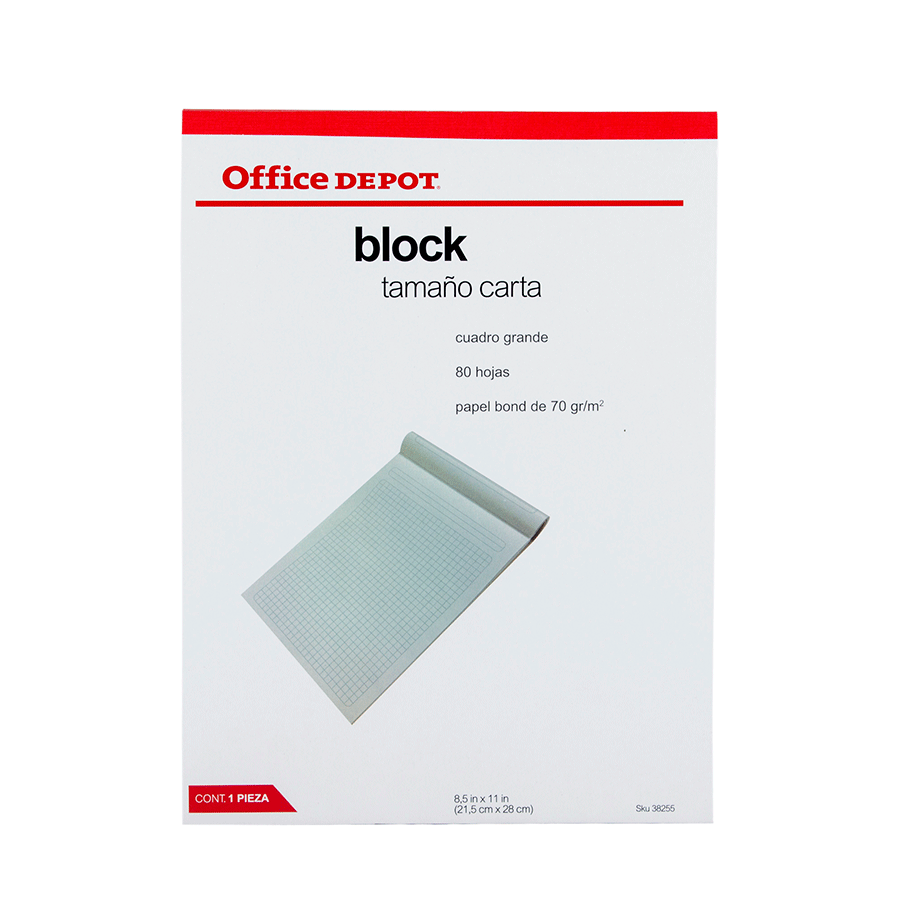 Office DEPOT®
block
tamaño carta
cuadro grande
80 hojas
papel bond de 70 gr/m²
CONT. 1 PIEZA
8,5 in x 11 in
(21,5 cm x 28 cm)
Sku 38255